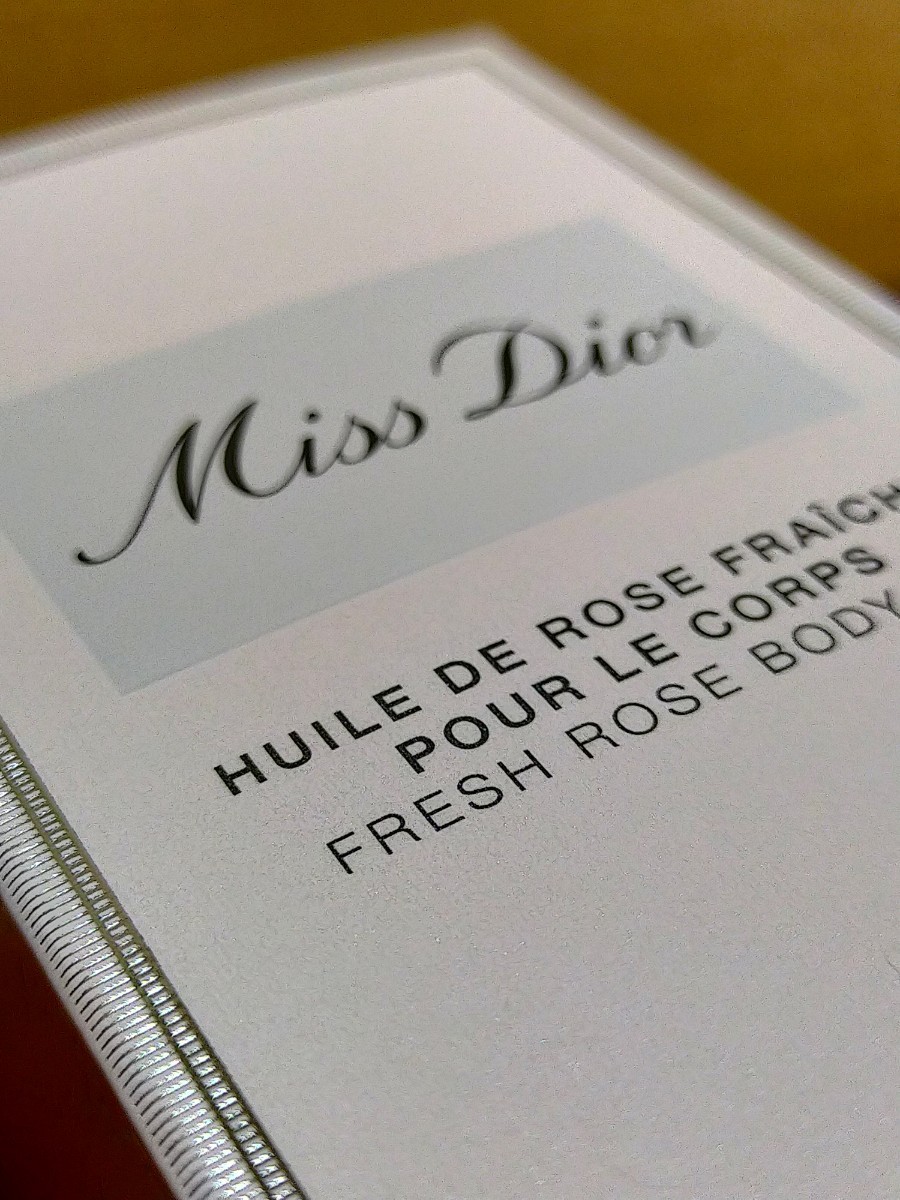 Miss Dior
HUILE DE ROSE FRAÎCH
POUR LE CORPS
FRESH ROSE BODY